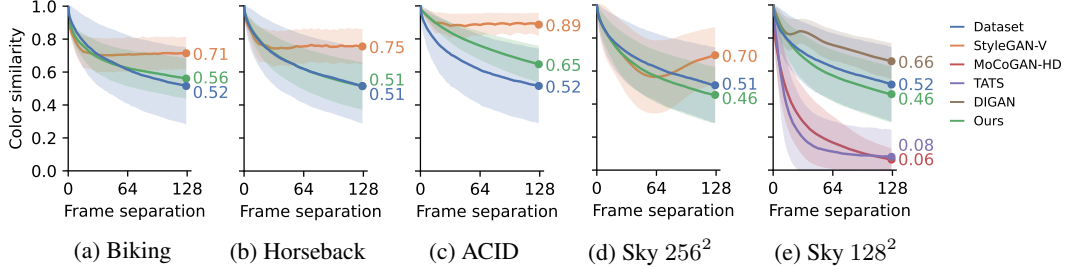 Color similarity
1.0
0.8
0.6
0.4
0.2
0.0
0.71
0.56
0.52
0 64 128
Frame separation
(a) Biking
0.75
0.51
0.51
0 64 128
Frame separation
(b) Horseback
0.89
0.65
0.52
0 64 128
Frame separation
(c) ACID
0.70
0.51
0.46
0 64 128
Frame separation
(d) Sky 256²
0.66
0.52
0.46
0.08
0.06
0 64 128
Frame separation
(e) Sky 128²
Dataset
StyleGAN-V
MoCoGAN-HD
TATS
DIGAN
Ours